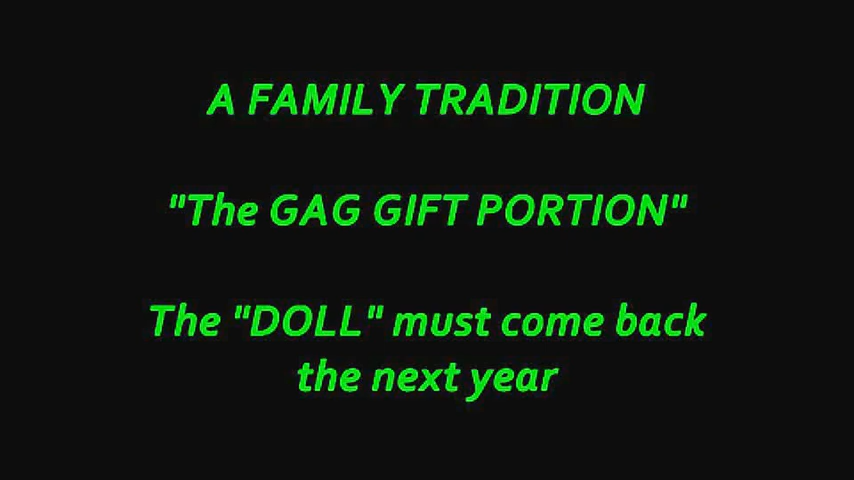 A FAMILY TRADITION
"The GAG GIFT PORTION"
The "DOLL" must come back
the next year